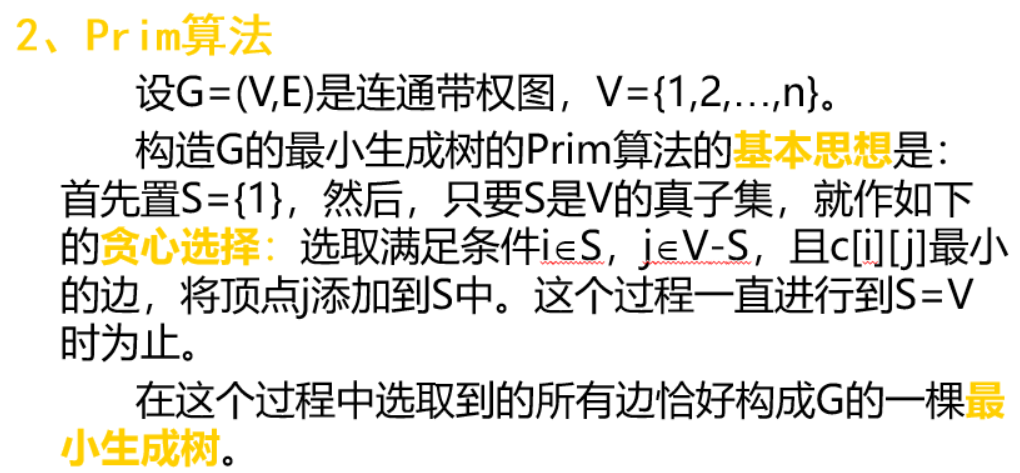 2、Prim算法
设G=(V,E)是连通带权图，V={1,2,…,n}。
构造G的最小生成树的Prim算法的基本思想是：
首先置S={1}，然后，只要S是V的真子集，就作如下
的贪心选择：选取满足条件i∈S，j∈V-S，且c[i][j]最小
的边，将顶点j添加到S中。这个过程一直进行到S=V
时为止。
在这个过程中选取到的所有边恰好构成G的一棵最
小生成树。